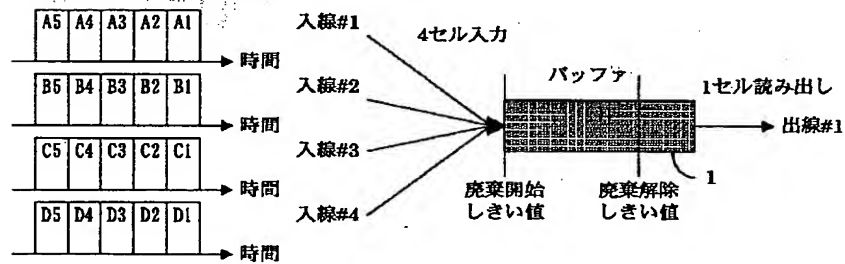 A5 A4 A3 A2 A1
時間
B5 B4 B3 B2 B1
時間
C5 C4 C3 C2 C1
時間
D5 D4 D3 D2 D1
時間
入線#1
入線#2
入線#3
入線#4
4セル入力
バッファ
1セル読み出し
出線#1
廃棄開始
しきい値
廃棄解除
しきい値
1